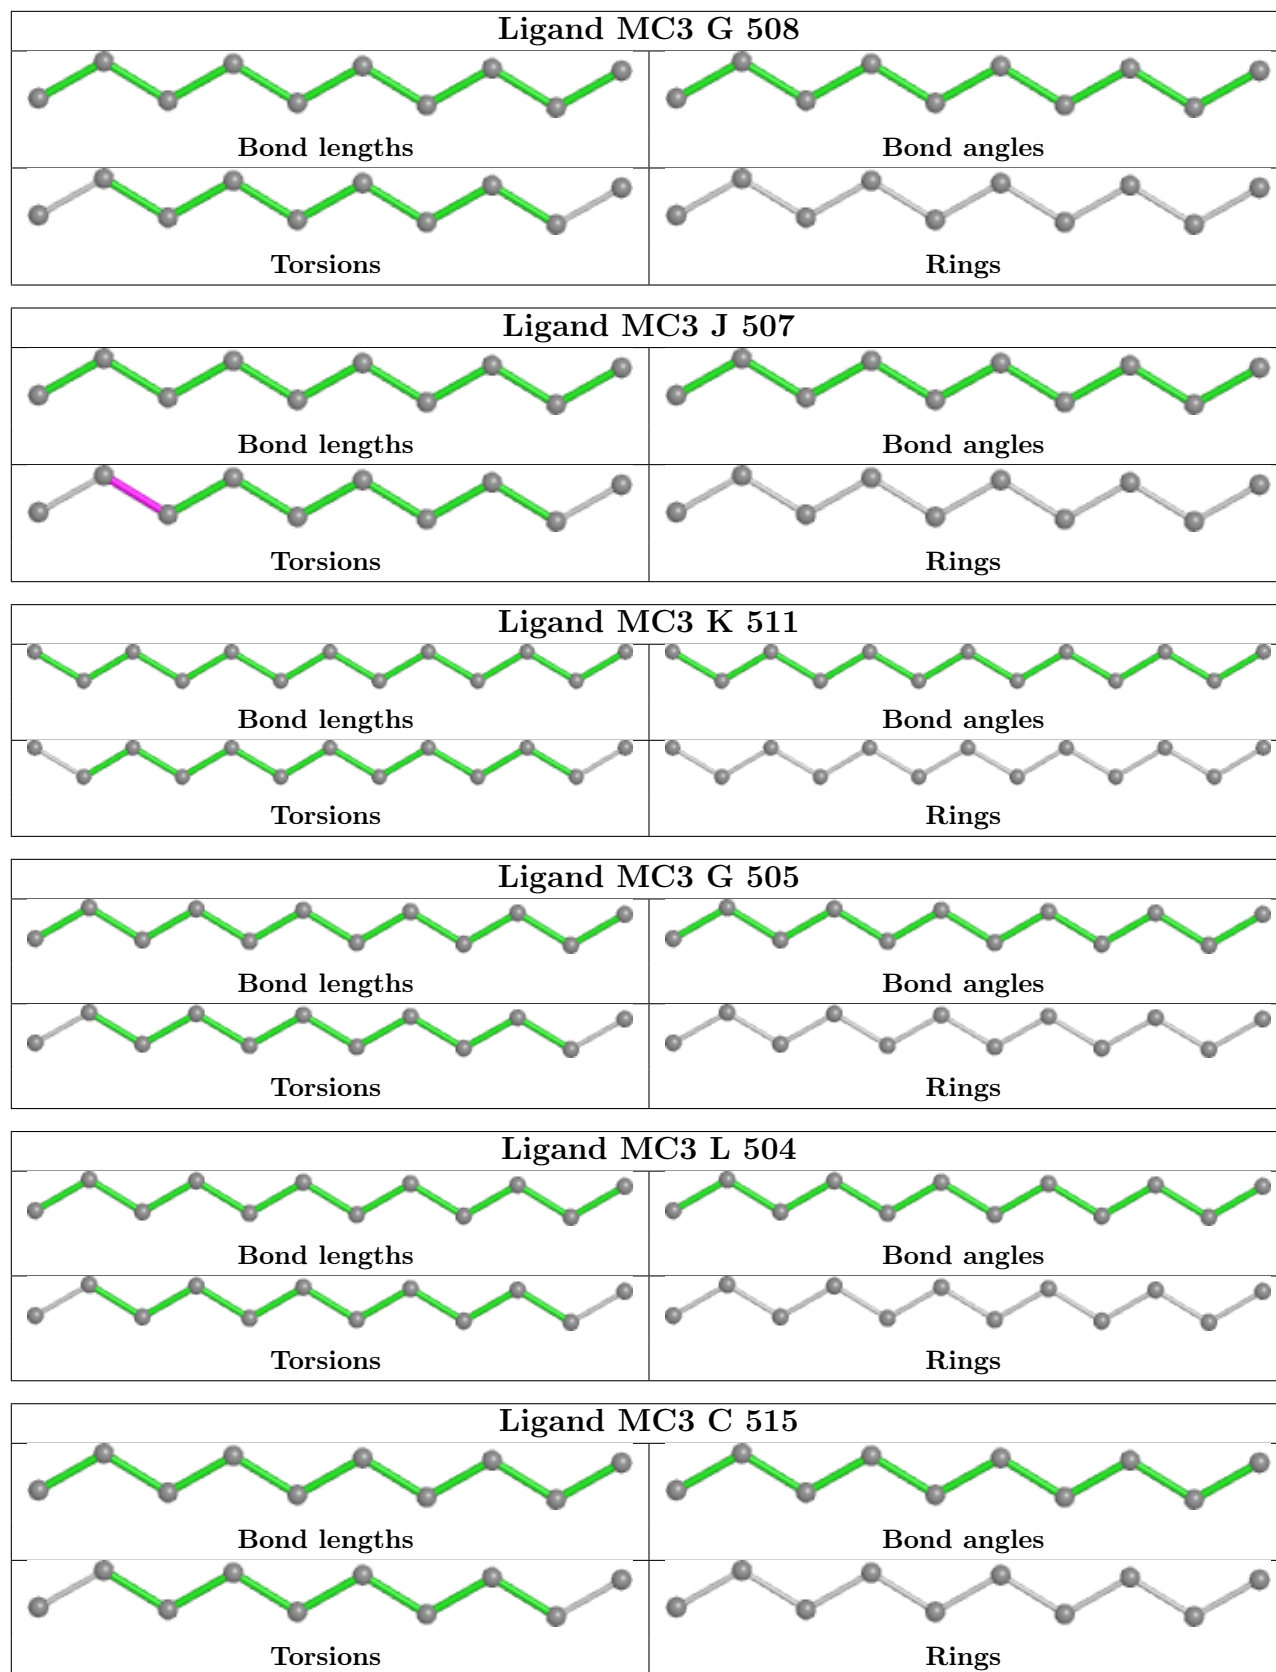 Ligand MC3 G 508
Bond lengths Bond angles
Torsions Rings
Ligand MC3 J 507
Bond lengths Bond angles
Torsions Rings
Ligand MC3 K 511
Bond lengths Bond angles
Torsions Rings
Ligand MC3 G 505
Bond lengths Bond angles
Torsions Rings
Ligand MC3 L 504
Bond lengths Bond angles
Torsions Rings
Ligand MC3 C 515
Bond lengths Bond angles
Torsions Rings